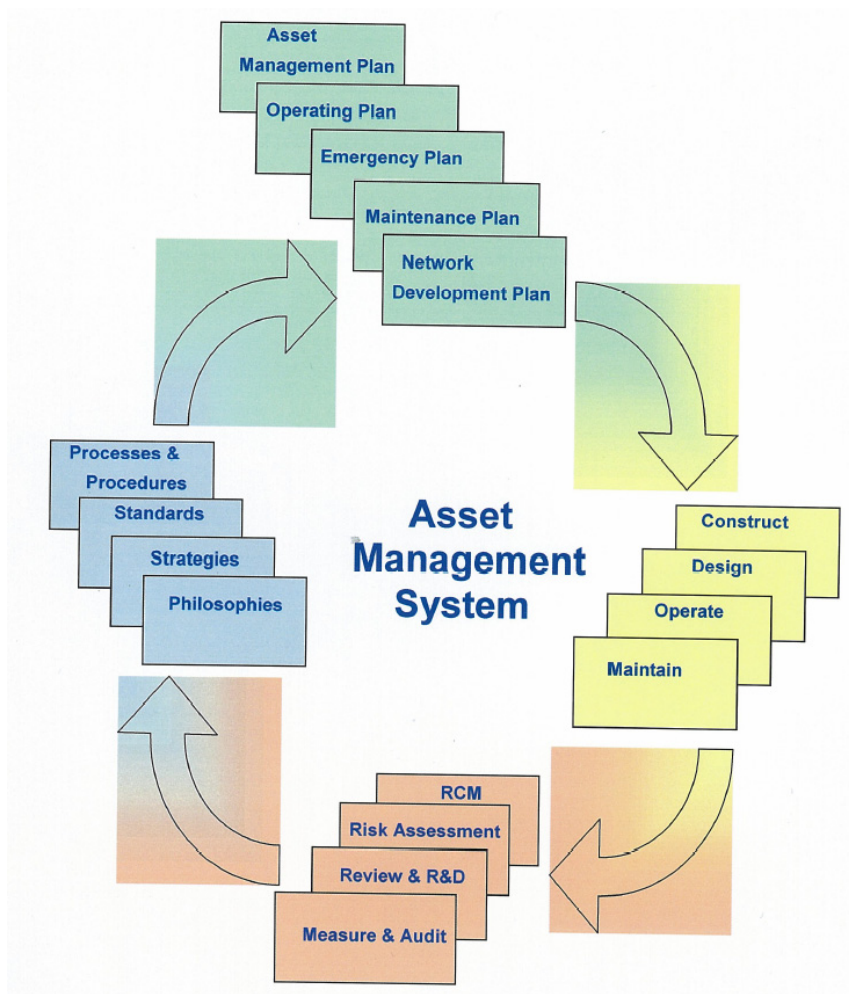 Asset
Management Plan
Operating Plan
Emergency Plan
Maintenance Plan
Network
Development Plan
Processes &
Procedures
Standards
Strategies
Philosophies
Asset
Management
System
Construct
Design
Operate
Maintain
RCM
Risk Assessment
Review & R&D
Measure & Audit